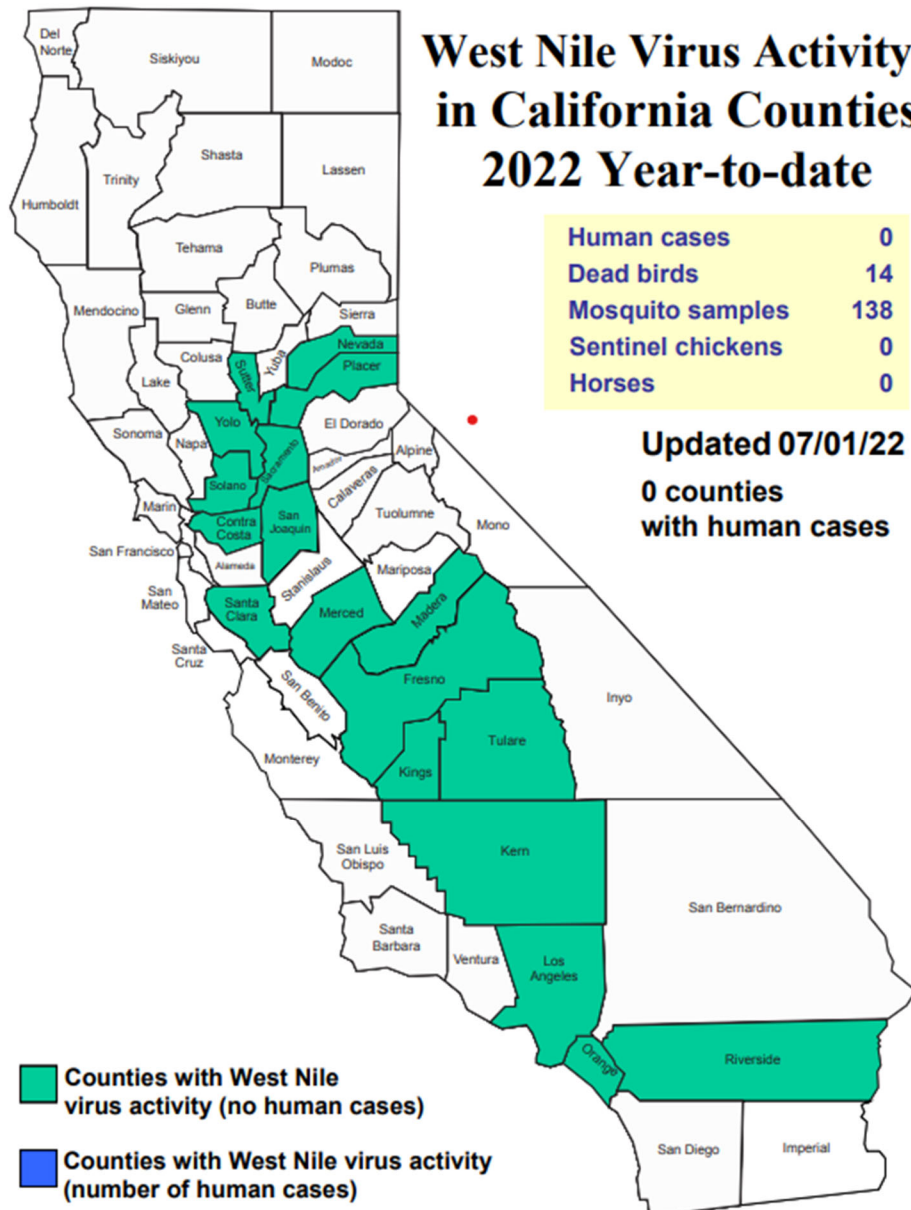 West Nile Virus Activity
in California Counties
2022 Year-to-date
Human cases 0
Dead birds 14
Mosquito samples 138
Sentinel chickens 0
Horses 0
Updated 07/01/22
0 counties
with human cases
Del
Norte
Siskiyou
Modoc
Humboldt
Trinity
Shasta
Lassen
Tehama
Plumas
Mendocino
Glenn
Butte
Sierra
Colusa
Sutter
Yuba
Nevada
Placer
Lake
Sonoma
Napa
Yolo
Sacramento
El Dorado
Amador
Alpine
Solano
Calaveras
Tuolumne
Mono
Marin
Contra
Costa
San
Joaquin
San Francisco
Alameda
Stanislaus
Mariposa
San
Mateo
Santa
Clara
Merced
Madera
Santa
Cruz
San Benito
Fresno
Inyo
Monterey
Kings
Tulare
San Luis
Obispo
Kern
San Bernardino
Santa
Barbara
Ventura
Los
Angeles
Orange
Riverside
San Diego
Imperial
Counties with West Nile
virus activity (no human cases)
Counties with West Nile virus activity
(number of human cases)